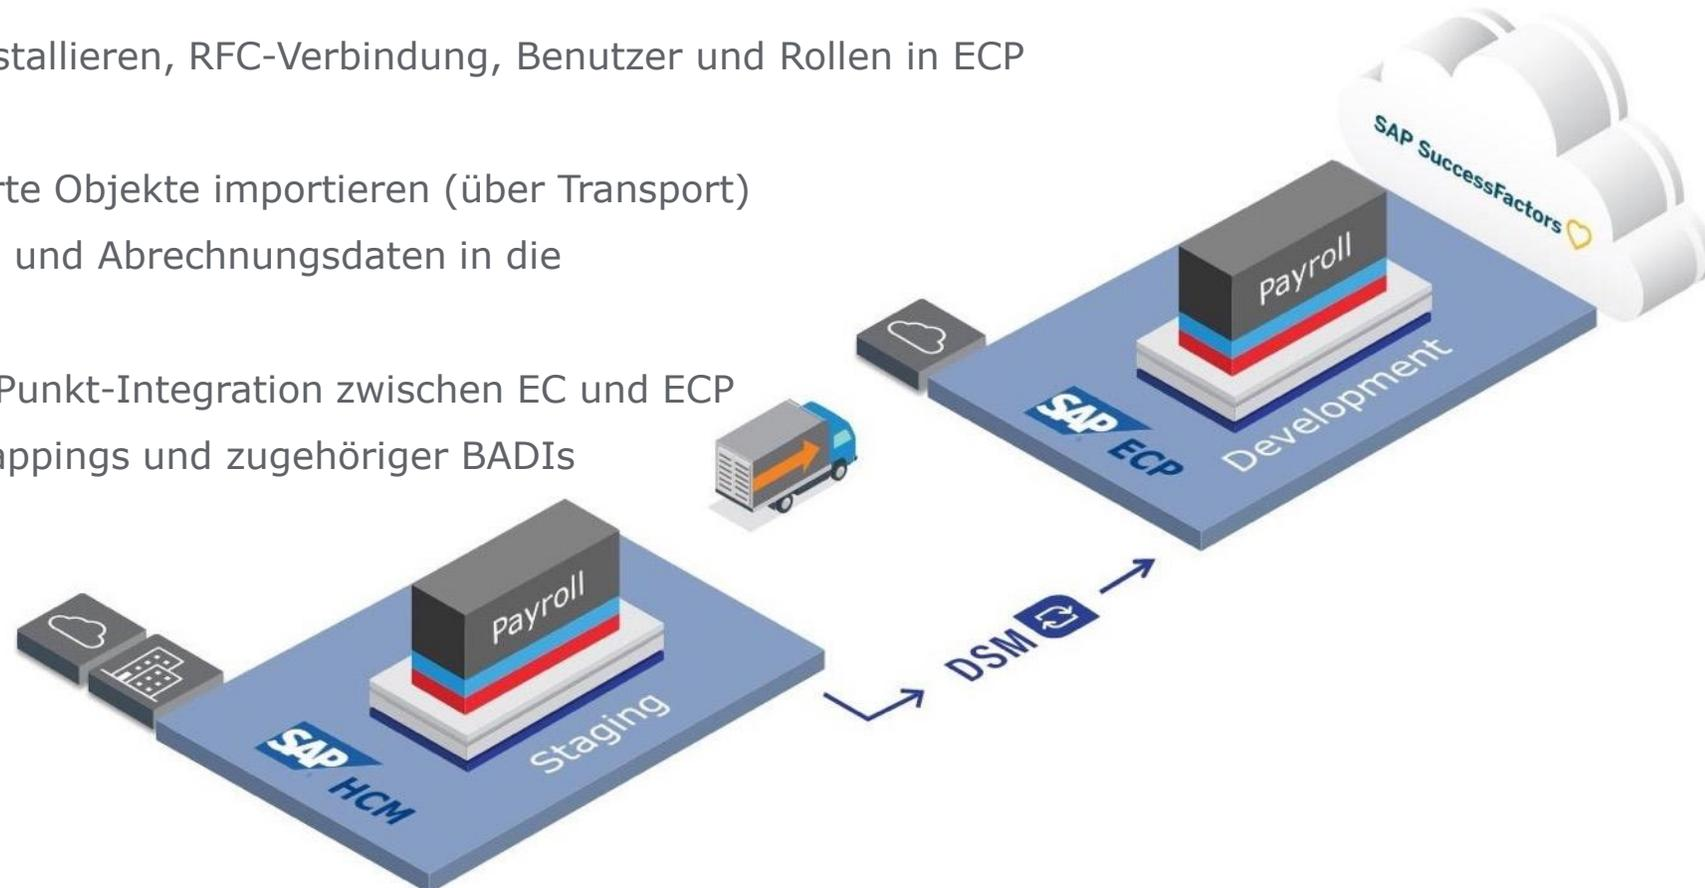 stallieren, RFC-Verbindung, Benutzer und Rollen in ECP
rte Objekte importieren (über Transport)
und Abrechnungsdaten in die
Punkt-Integration zwischen EC und ECP
appings und zugehöriger BADIs
SAP SuccessFactors
Payroll
SAP
ECP
Development
DSM
Payroll
SAP
HCM
Staging